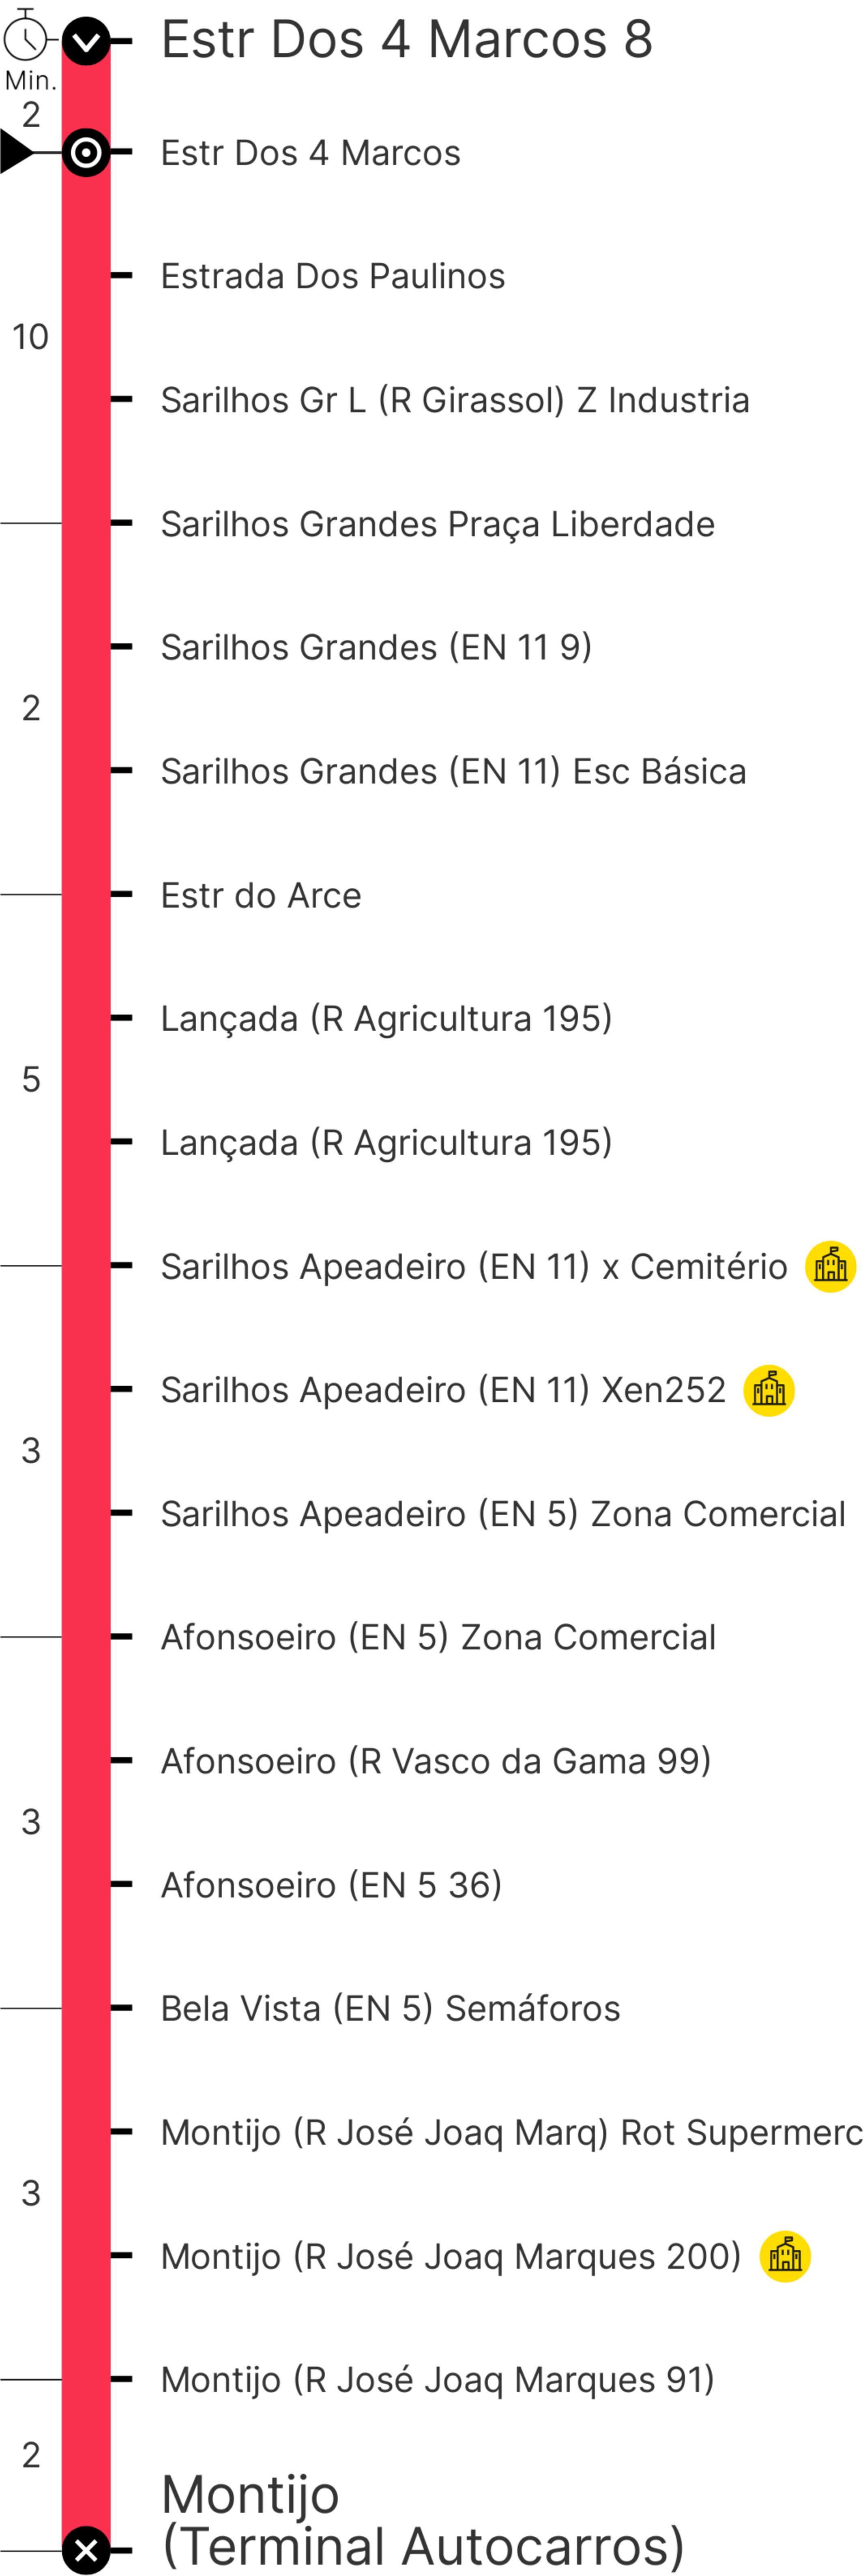 Estr Dos 4 Marcos 8
Min.
2
Estr Dos 4 Marcos
Estrada Dos Paulinos
10
Sarilhos Gr L (R Girassol) Z Industria
Sarilhos Grandes Praça Liberdade
Sarilhos Grandes (EN 11 9)
2
Sarilhos Grandes (EN 11) Esc Básica
Estr do Arce
Lançada (R Agricultura 195)
5
Lançada (R Agricultura 195)
Sarilhos Apeadeiro (EN 11) x Cemitério
Sarilhos Apeadeiro (EN 11) Xen252
3
Sarilhos Apeadeiro (EN 5) Zona Comercial
Afonsoeiro (EN 5) Zona Comercial
Afonsoeiro (R Vasco da Gama 99)
3
Afonsoeiro (EN 5 36)
Bela Vista (EN 5) Semáforos
Montijo (R José Joaq Marq) Rot Supermerc
3
Montijo (R José Joaq Marques 200)
Montijo (R José Joaq Marques 91)
2
Montijo
(Terminal Autocarros)